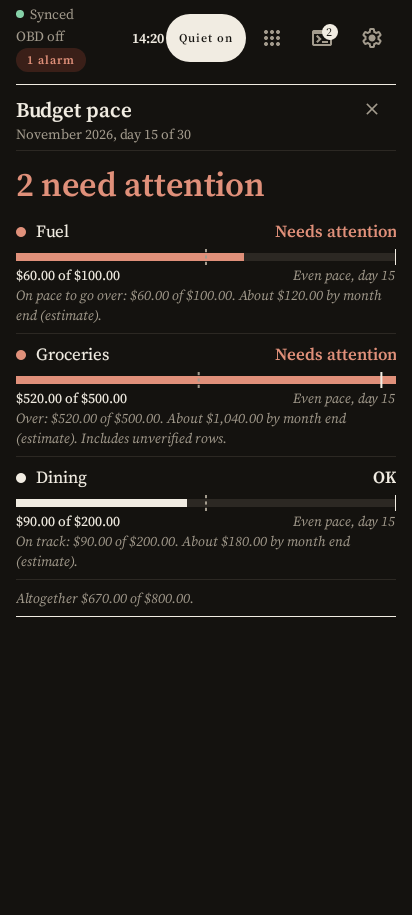 Synced
OBD off
1 alarm
14:20
Quiet on
2
Budget pace
November 2026, day 15 of 30
2 need attention
Fuel
Needs attention
$60.00 of $100.00
Even pace, day 15
On pace to go over: $60.00 of $100.00. About $120.00 by month
end (estimate).
Groceries
Needs attention
$520.00 of $500.00
Even pace, day 15
Over: $520.00 of $500.00. About $1,040.00 by month end
(estimate). Includes unverified rows.
Dining
OK
$90.00 of $200.00
Even pace, day 15
On track: $90.00 of $200.00. About $180.00 by month end
(estimate).
Altogether $670.00 of $800.00.